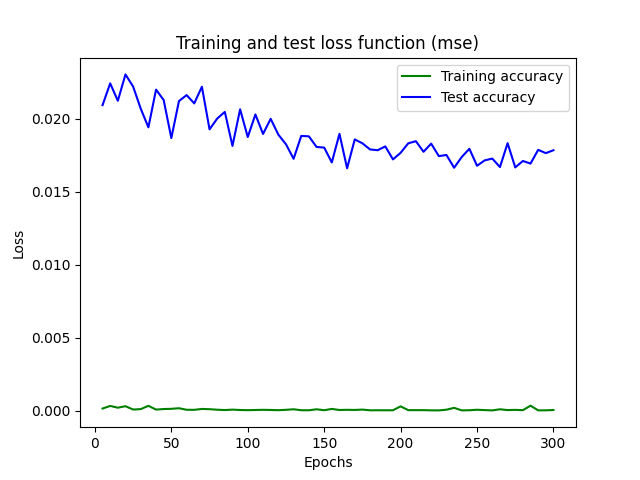 Training and test loss function (mse)
Training accuracy
Test accuracy
0.020
0.015
0.010
0.005
0.000
Loss
0 50 100 150 200 250 300
Epochs